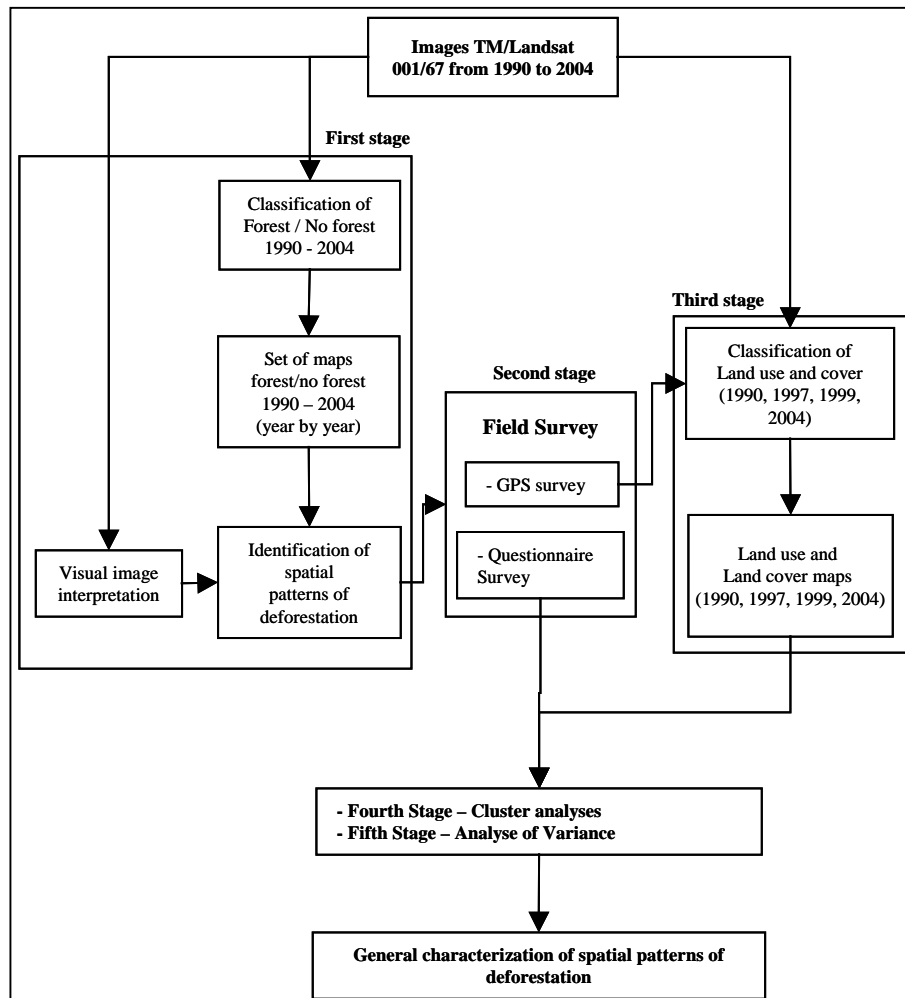 Images TM/Landsat
001/67 from 1990 to 2004
First stage
Classification of
Forest / No forest
1990 - 2004
Set of maps
forest/no forest
1990 – 2004
(year by year)
Visual image
interpretation
Identification of
spatial
patterns of
deforestation
Second stage
Field Survey
- GPS survey
- Questionnaire
Survey
Third stage
Classification of
Land use and cover
(1990, 1997, 1999,
2004)
Land use and
Land cover maps
(1990, 1997, 1999, 2004)
- Fourth Stage – Cluster analyses
- Fifth Stage – Analyse of Variance
General characterization of spatial patterns of
deforestation